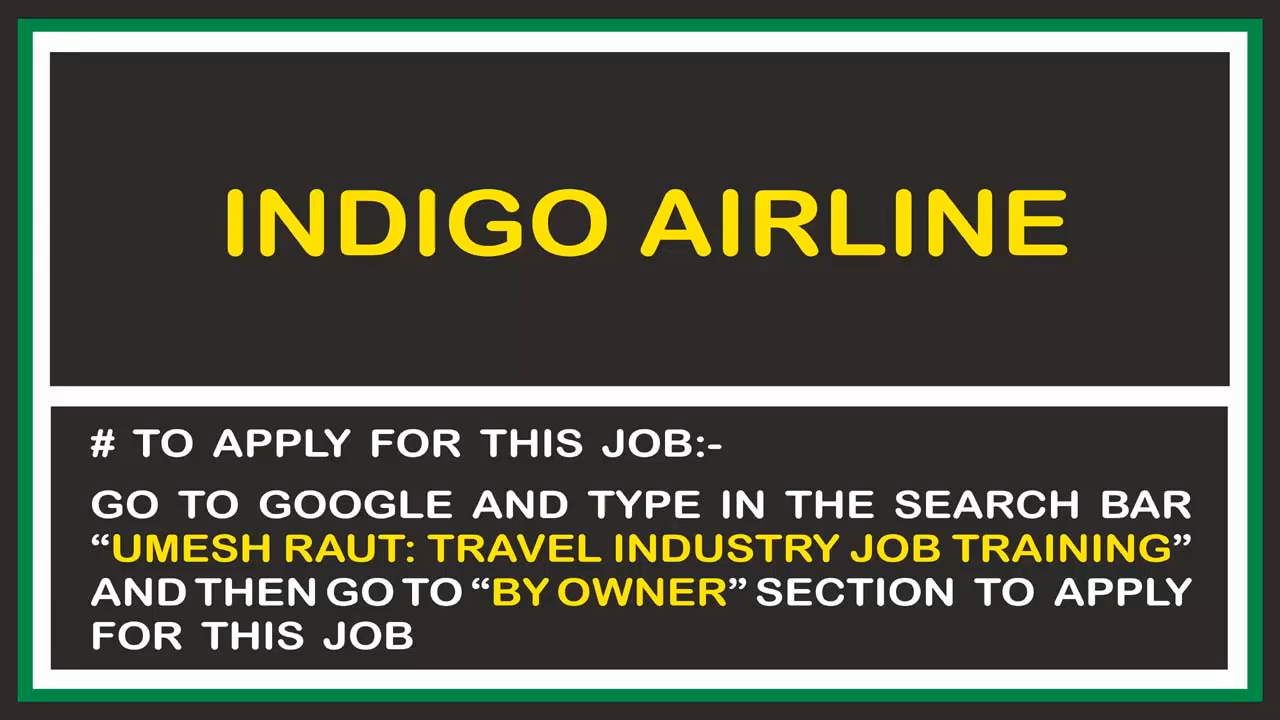 INDIGO AIRLINE
# TO APPLY FOR THIS JOB:-
GO TO GOOGLE AND TYPE IN THE SEARCH BAR
“UMESH RAUT: TRAVEL INDUSTRY JOB TRAINING”
AND THEN GO TO “BY OWNER” SECTION TO APPLY
FOR THIS JOB